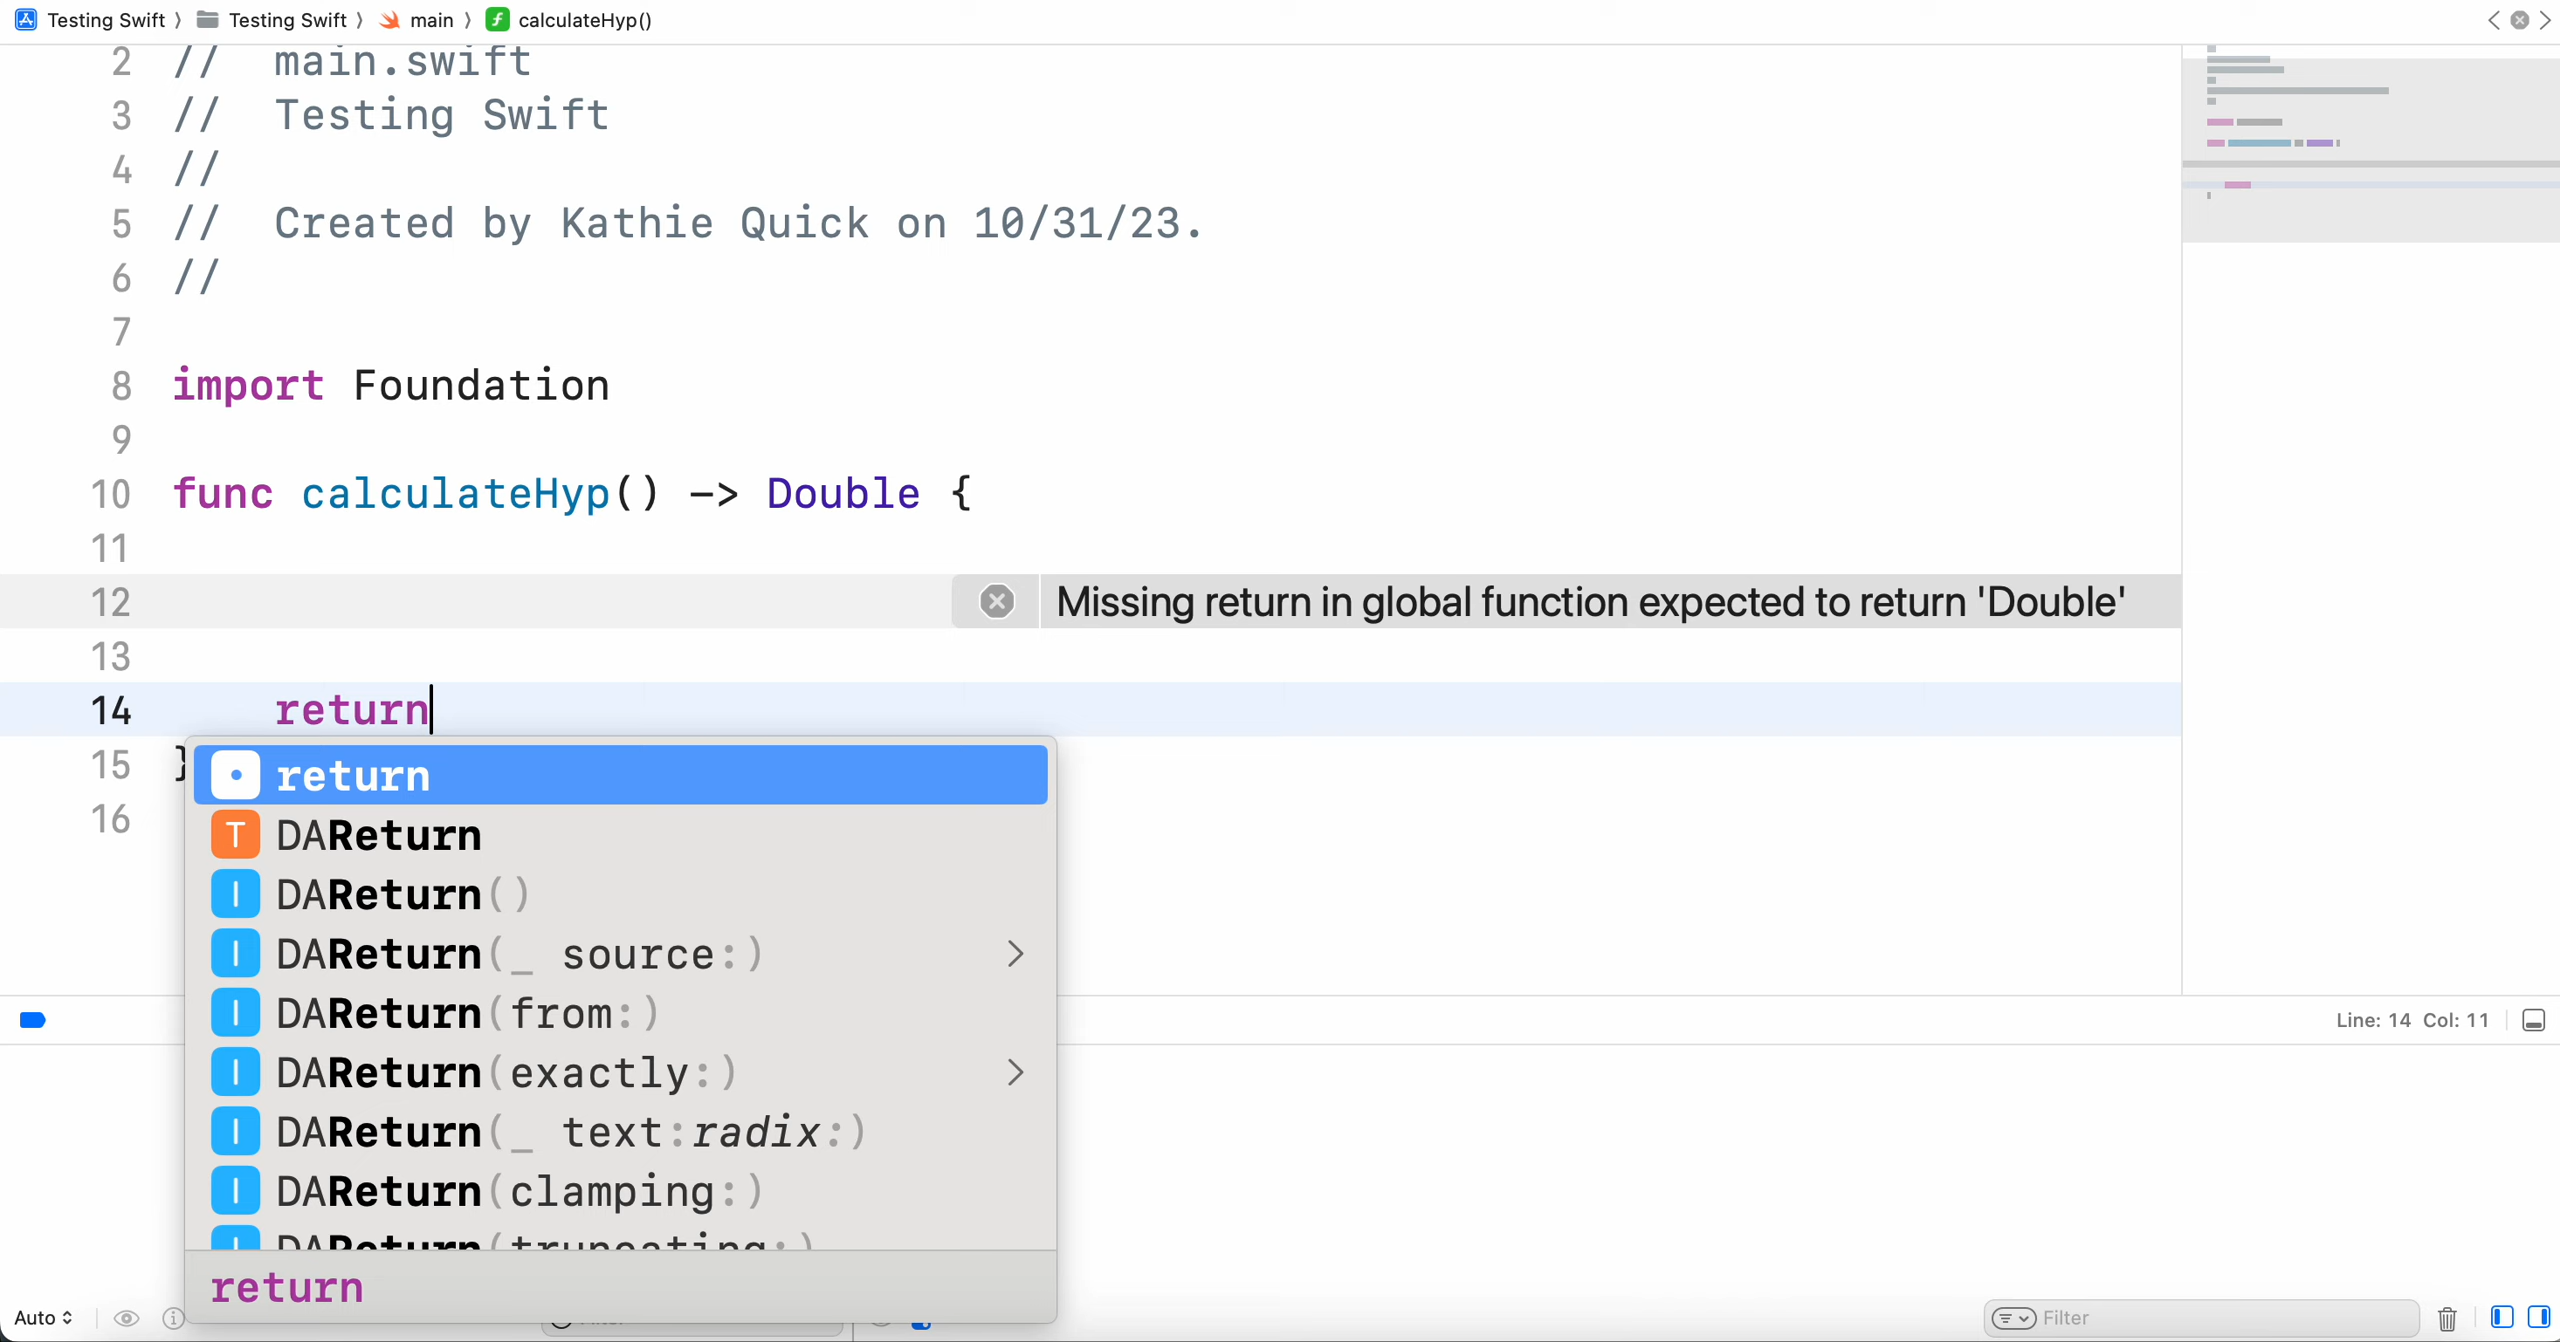 Testing Swift 〉 Testing Swift 〉 main 〉 calculateHyp()
2 // main.swift
3 // Testing Swift
4 //
5 // Created by Kathie Quick on 10/31/23.
6 //
7
8 import Foundation
9
10 func calculateHyp() -> Double {
11
12 Missing return in global function expected to return 'Double'
13
14 return
15 }
16
return
T DAReturn
I DAReturn()
I DAReturn(_ source:)
I DAReturn(from:)
I DAReturn(exactly:)
I DAReturn(_ text:radix:)
I DAReturn(clamping:)
I DAReturn(truncating:)
return
Line: 14 Col: 11
Auto
Filter